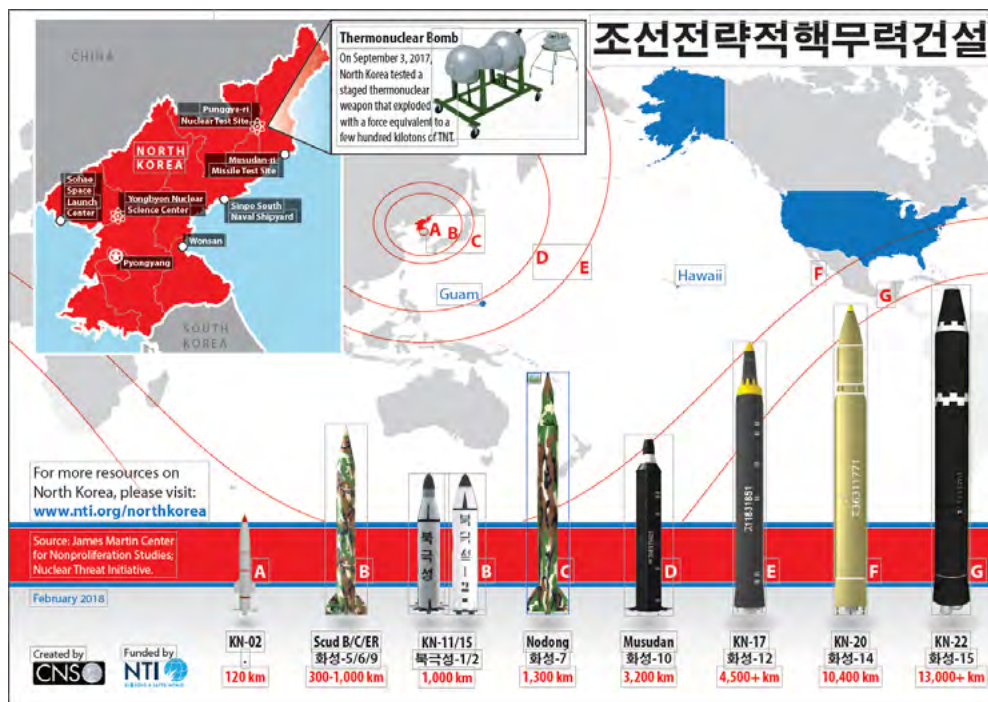 조선전략적핵무력건설
CHINA
Thermonuclear Bomb
On September 3, 2017,
North Korea tested a
staged thermonuclear
weapon that exploded
with a force equivalent to a
few hundred kilotons of TNT.
Punggye-ri
Nuclear Test Site
NORTH
KOREA
Musudan-ri
Missile Test Site
Sohae
Space
Launch
Center
Yongbyon Nuclear
Science Center
Sinpo South
Naval Shipyard
Wonsan
Pyongyang
SOUTH
KOREA
A
B
C
D
E
F
G
Guam
Hawaii
For more resources on
North Korea, please visit:
www.nti.org/northkorea
Source: James Martin Center
for Nonproliferation Studies;
Nuclear Threat Initiative.
February 2018
북극성
북극성-2
A
B
B
C
D
E
F
G
KN-02
-
120 km
Scud B/C/ER
화성-5/6/9
300-1,000 km
KN-11/15
북극성-1/2
1,000 km
Nodong
화성-7
1,300 km
Musudan
화성-10
3,200 km
KN-17
화성-12
4,500+ km
KN-20
화성-14
10,400 km
KN-22
화성-15
13,000+ km
Created by
CNS
Funded by
NTI